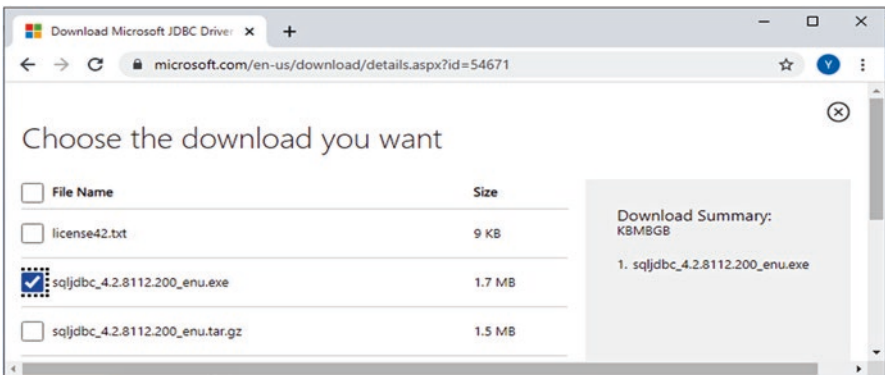 Download Microsoft JDBC Driver
microsoft.com/en-us/download/details.aspx?id=54671
Y
Choose the download you want
File Name Size
license42.txt 9 KB
sqljdbc_4.2.8112.200_enu.exe 1.7 MB
sqljdbc_4.2.8112.200_enu.tar.gz 1.5 MB
Download Summary:
KBMBGB
1. sqljdbc_4.2.8112.200_enu.exe